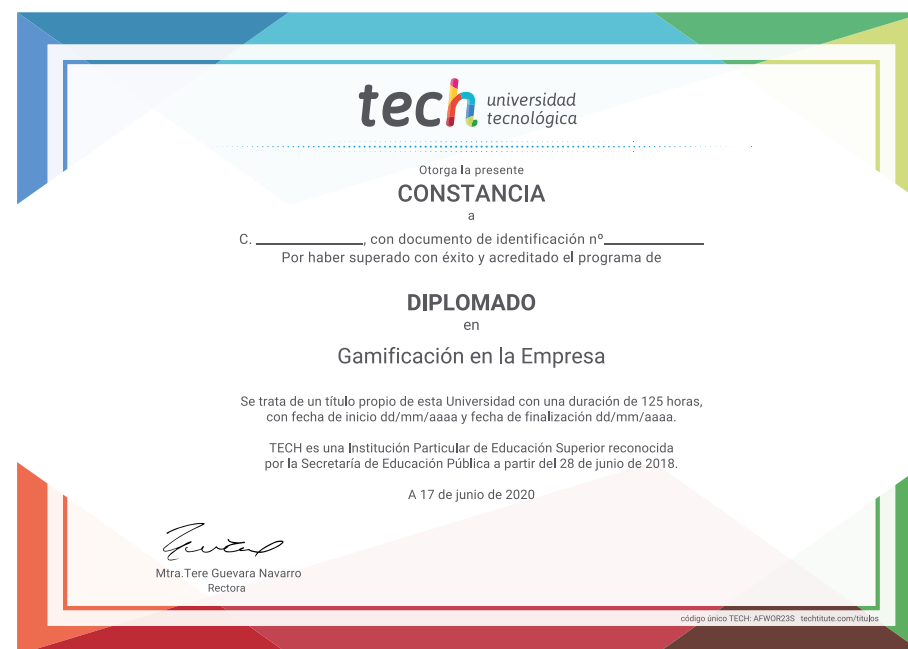 tech universidad
tecnológica
Otorga la presente
CONSTANCIA
a
C. ____________, con documento de identificación nº____________
Por haber superado con éxito y acreditado el programa de
DIPLOMADO
en
Gamificación en la Empresa
Se trata de un título propio de esta Universidad con una duración de 125 horas,
con fecha de inicio dd/mm/aaaa y fecha de finalización dd/mm/aaaa.
TECH es una Institución Particular de Educación Superior reconocida
por la Secretaría de Educación Pública a partir del 28 de junio de 2018.
A 17 de junio de 2020
Mtra.Tere Guevara Navarro
Rectora
código único TECH: AFWOR23S techtitute.com/titulos